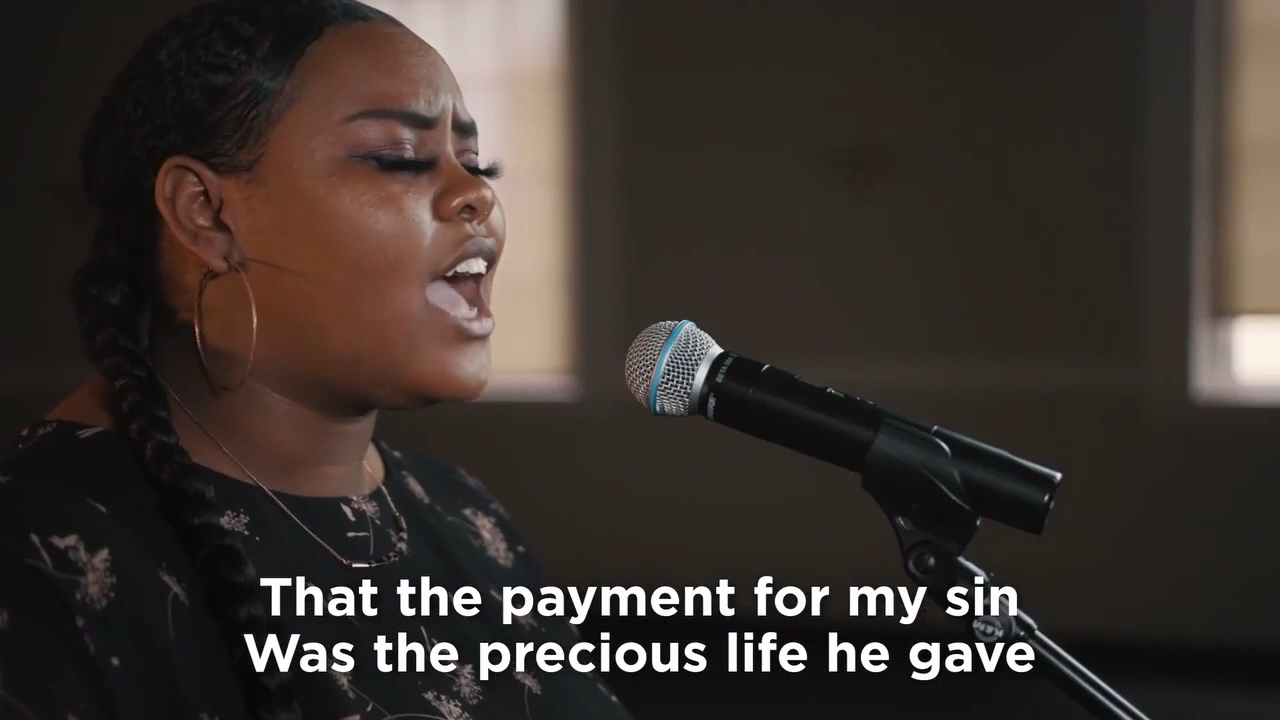 That the payment for my sin
Was the precious life he gave